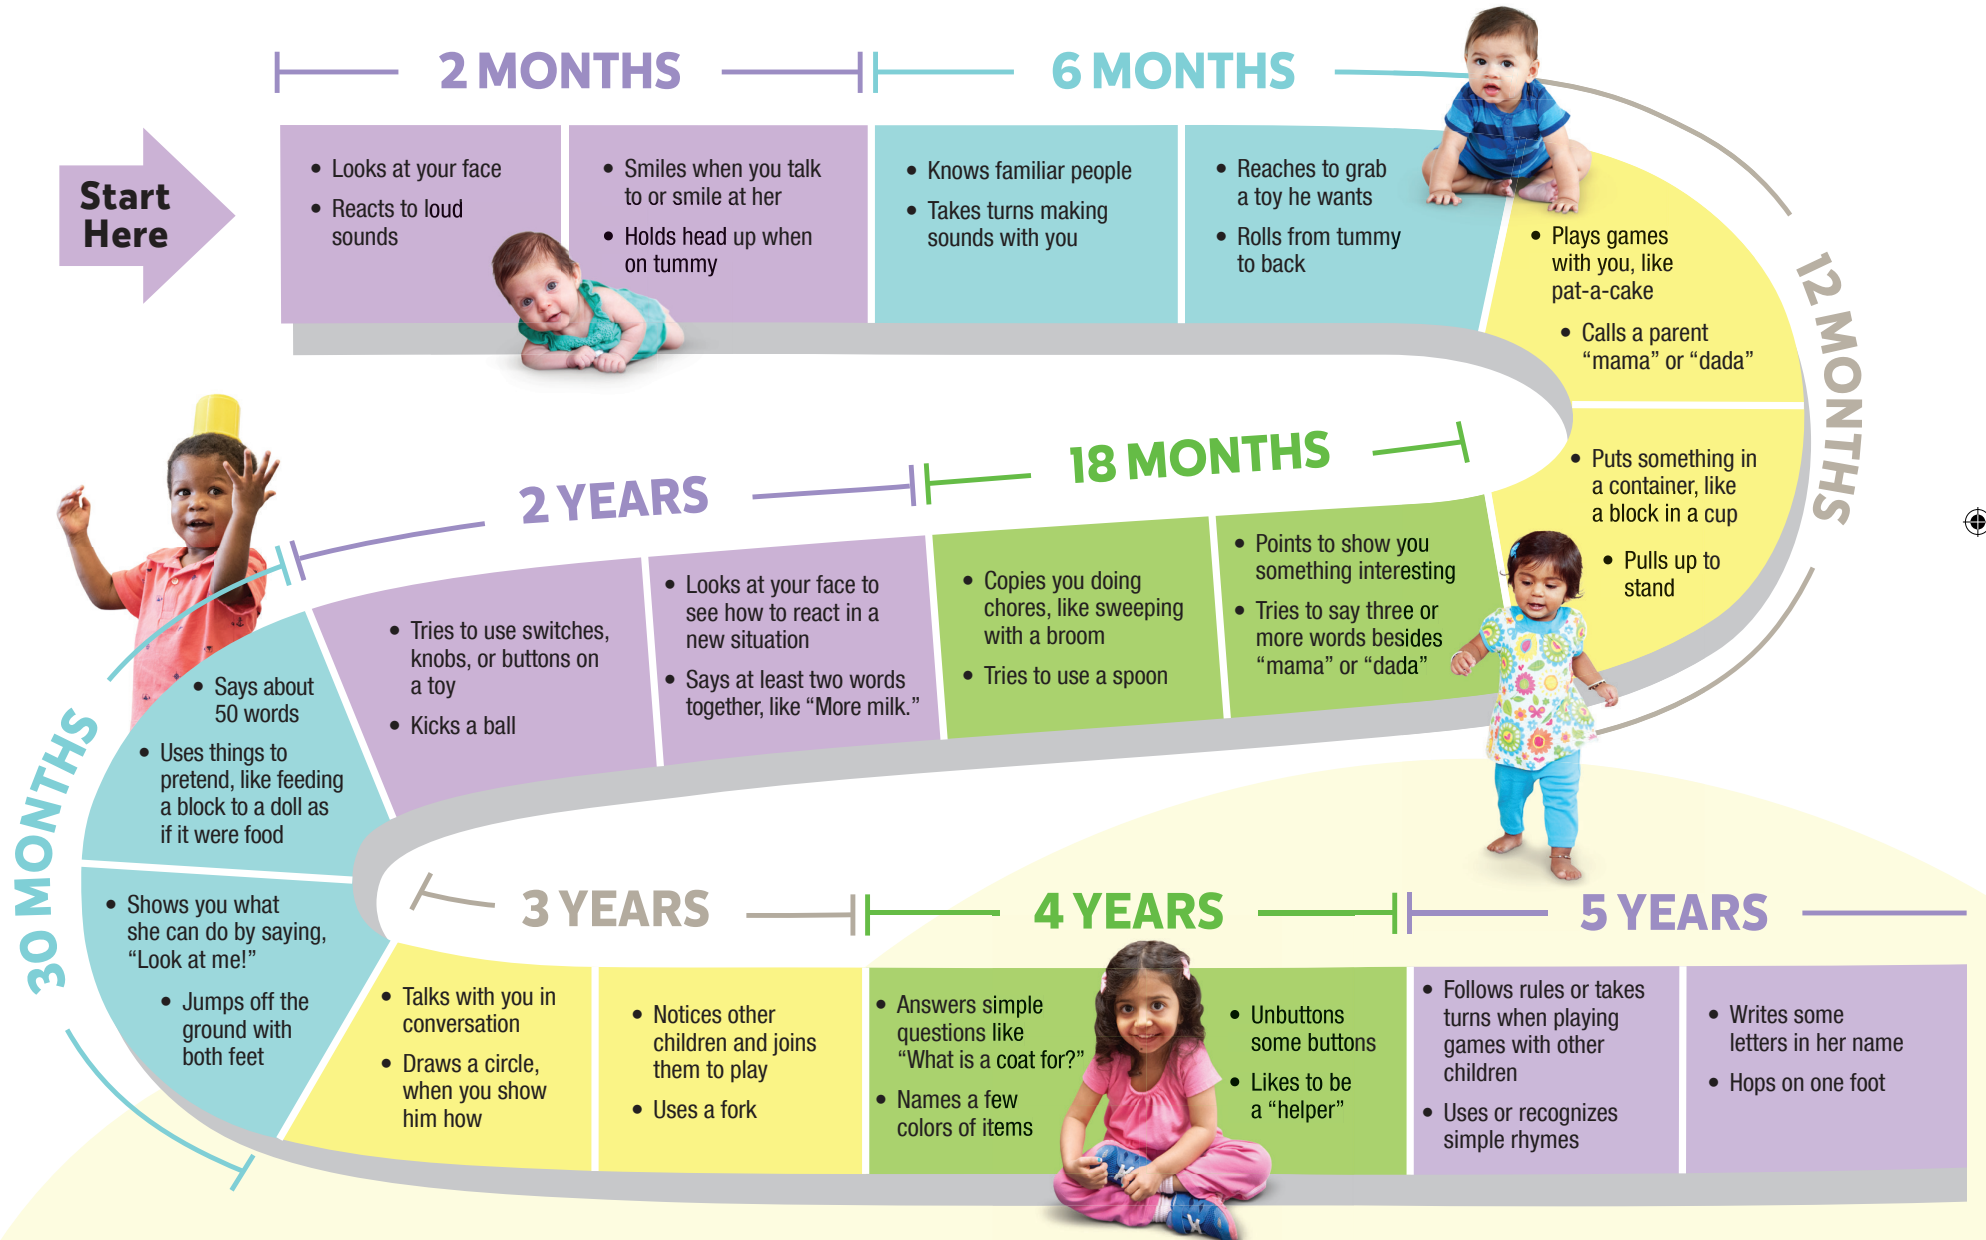 Start
Here
2 MONTHS
• Looks at your face
• Reacts to loud
sounds
• Smiles when you talk
to or smile at her
• Holds head up when
on tummy
6 MONTHS
• Knows familiar people
• Takes turns making
sounds with you
• Reaches to grab
a toy he wants
• Rolls from tummy
to back
12 MONTHS
• Plays games
with you, like
pat-a-cake
• Calls a parent
“mama” or “dada”
• Puts something in
a container, like
a block in a cup
• Pulls up to
stand
18 MONTHS
• Points to show you
something interesting
• Tries to say three or
more words besides
“mama” or “dada”
• Copies you doing
chores, like sweeping
with a broom
• Tries to use a spoon
2 YEARS
• Looks at your face to
see how to react in a
new situation
• Says at least two words
together, like “More milk.”
• Tries to use switches,
knobs, or buttons on
a toy
• Kicks a ball
30 MONTHS
• Says about
50 words
• Uses things to
pretend, like feeding
a block to a doll as
if it were food
• Shows you what
she can do by saying,
“Look at me!”
• Jumps off the
ground with
both feet
3 YEARS
• Talks with you in
conversation
• Draws a circle,
when you show
him how
• Notices other
children and joins
them to play
• Uses a fork
4 YEARS
• Answers simple
questions like
“What is a coat for?”
• Names a few
colors of items
• Unbuttons
some buttons
• Likes to be
a “helper”
5 YEARS
• Follows rules or takes
turns when playing
games with other
children
• Uses or recognizes
simple rhymes
• Writes some
letters in her name
• Hops on one foot